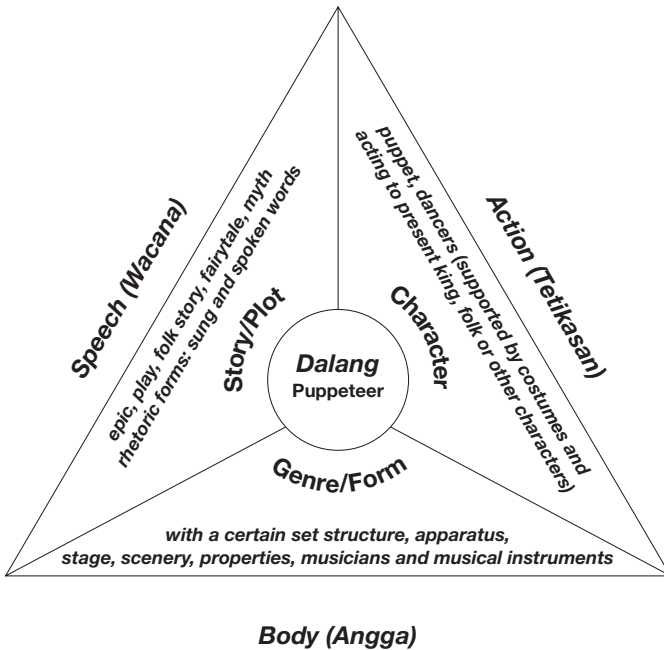 Speech (Wacana)
epic, play, folk story, fairytale, myth
rhetoric forms: sung and spoken words
Story/Plot
Dalang
Puppeteer
Character
puppet, dancers (supported by costumes and
acting to present king, folk or other characters)
Action (Tetikasan)
Genre/Form
with a certain set structure, apparatus,
stage, scenery, properties, musicians and musical instruments
Body (Angga)